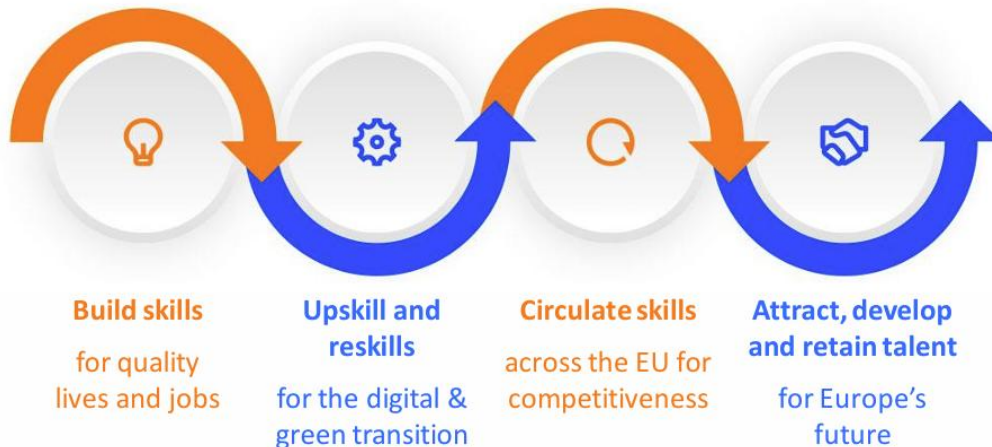 Build skills
for quality
lives and jobs
Upskill and
reskills
for the digital &
green transition
Circulate skills
across the EU for
competitiveness
Attract, develop
and retain talent
for Europe's
future